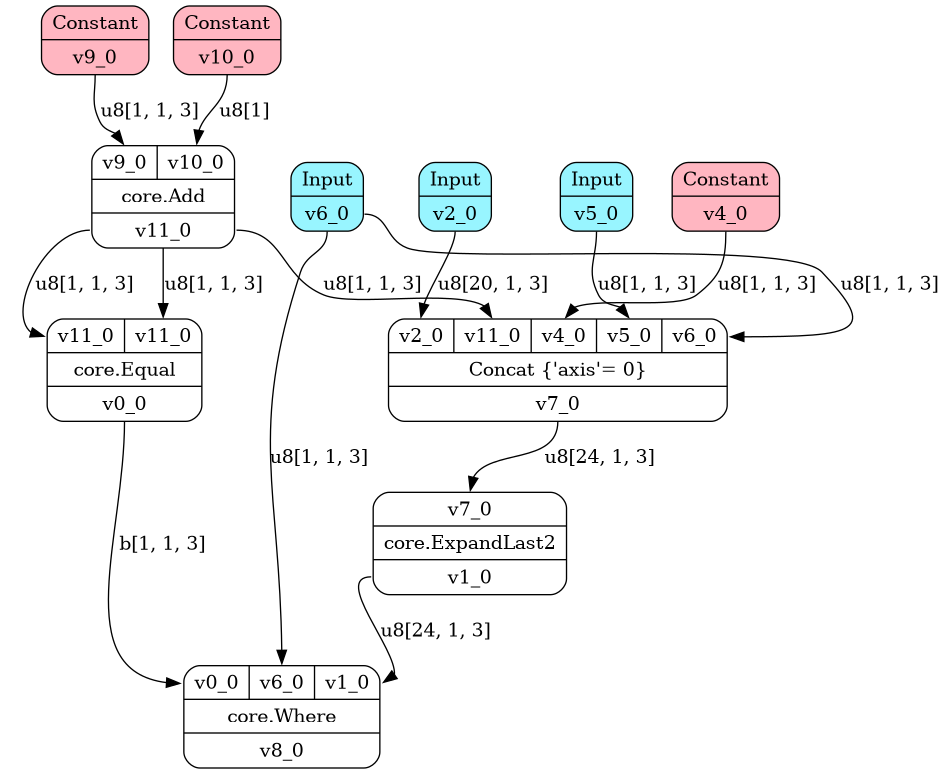 Constant
v9_0
Constant
v10_0
u8[1, 1, 3]
u8[1]
v9_0 v10_0
core.Add
v11_0
Input
v6_0
Input
v2_0
Input
v5_0
Constant
v4_0
u8[1, 1, 3]
u8[1, 1, 3]
u8[1, 1, 3]
u8[20, 1, 3]
u8[1, 1, 3]
u8[1, 1, 3]
u8[1, 1, 3]
v11_0 v11_0
core.Equal
v0_0
v2_0 v11_0 v4_0 v5_0 v6_0
Concat {'axis'= 0}
v7_0
u8[1, 1, 3]
u8[24, 1, 3]
v7_0
core.ExpandLast2
v1_0
b[1, 1, 3]
u8[24, 1, 3]
v0_0 v6_0 v1_0
core.Where
v8_0